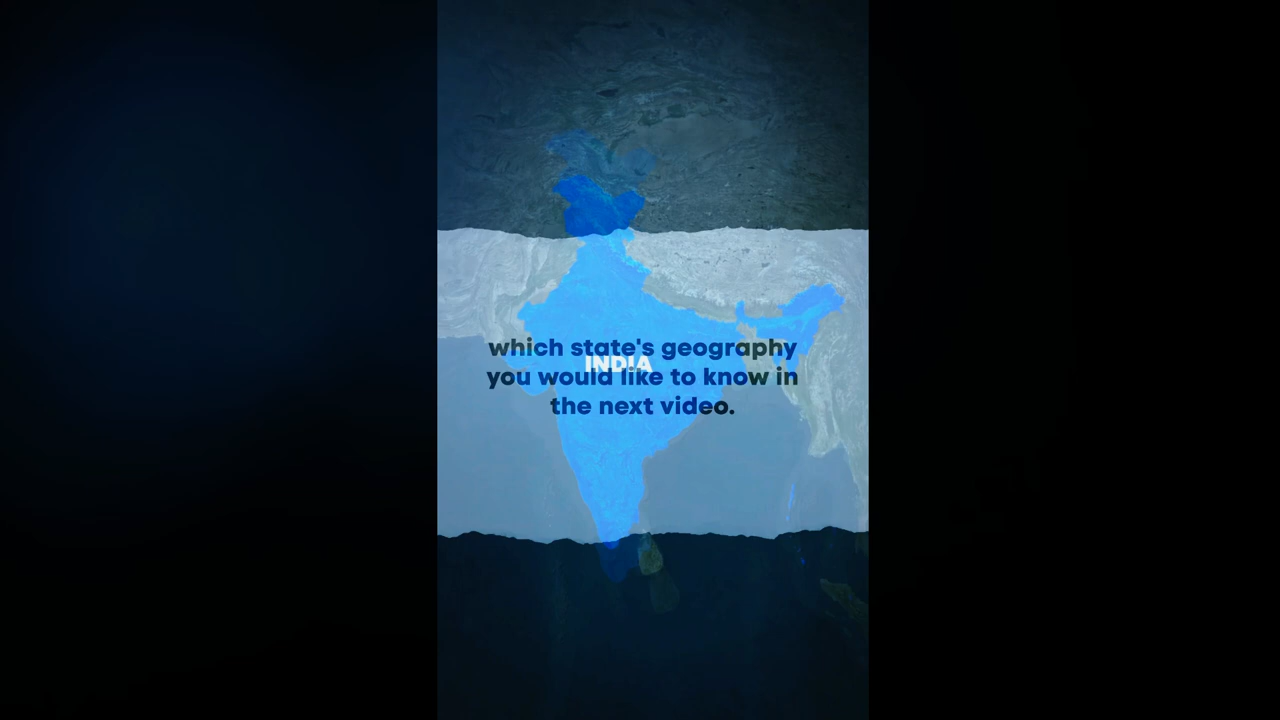 which state's geography
INDIA
you would like to know in
the next video.